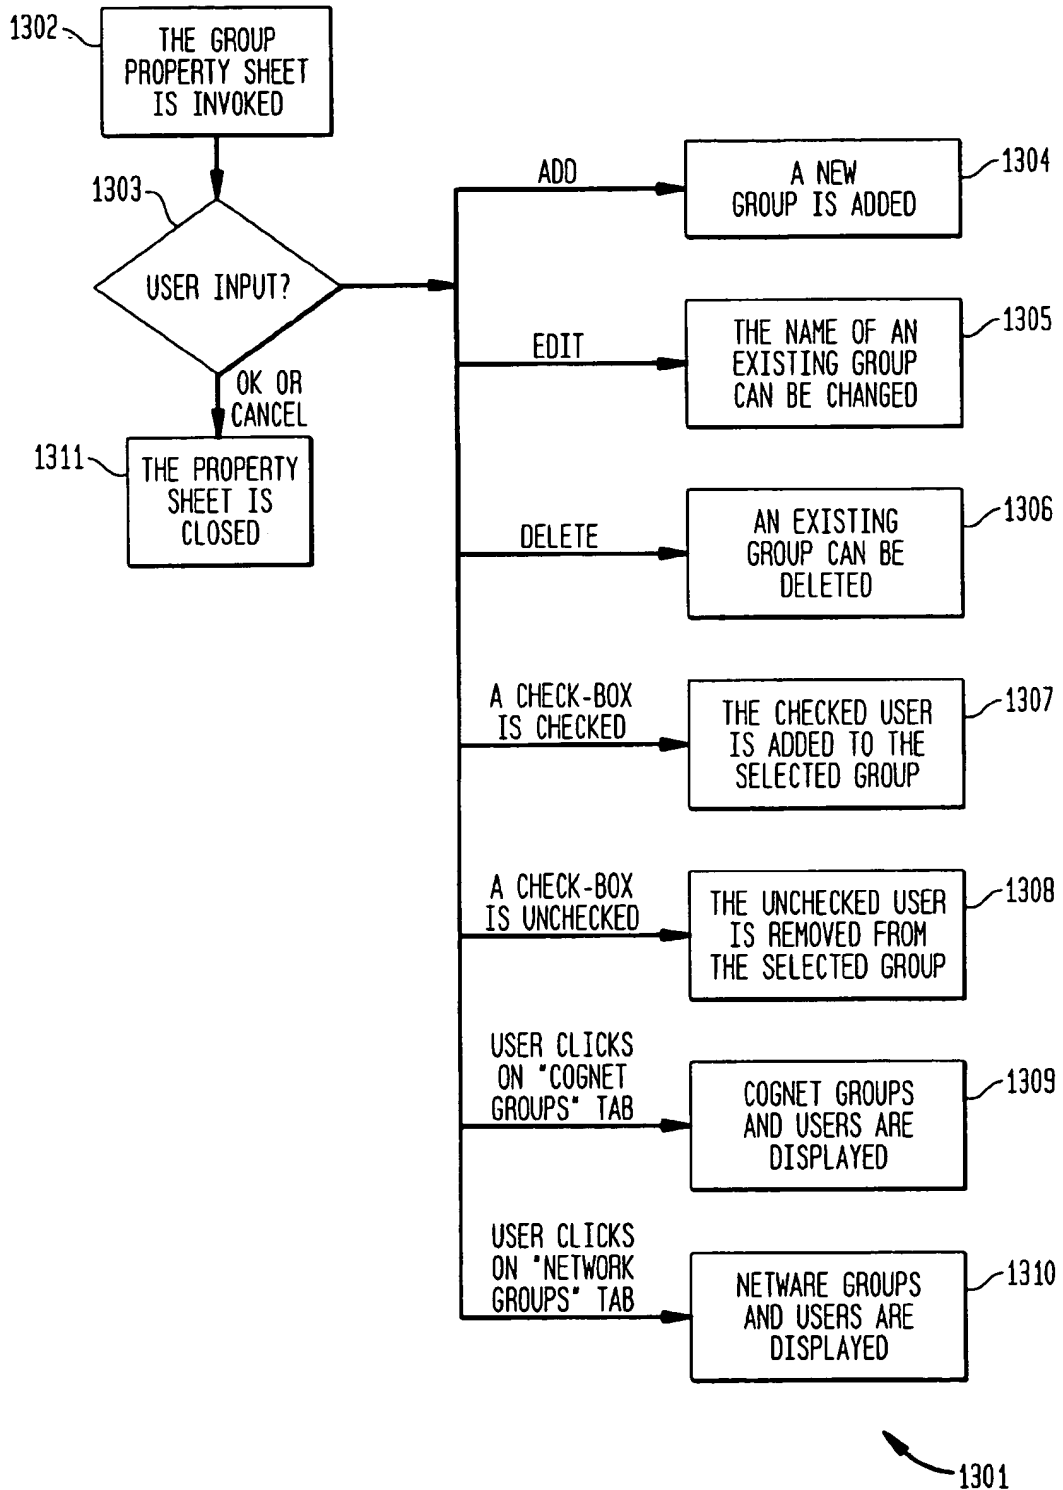 1302
THE GROUP
PROPERTY SHEET
IS INVOKED
1303
USER INPUT?
OK OR
CANCEL
1311
THE PROPERTY
SHEET IS
CLOSED
ADD
A NEW
GROUP IS ADDED
1304
EDIT
THE NAME OF AN
EXISTING GROUP
CAN BE CHANGED
1305
DELETE
AN EXISTING
GROUP CAN BE
DELETED
1306
A CHECK-BOX
IS CHECKED
THE CHECKED USER
IS ADDED TO THE
SELECTED GROUP
1307
A CHECK-BOX
IS UNCHECKED
THE UNCHECKED USER
IS REMOVED FROM
THE SELECTED GROUP
1308
USER CLICKS
ON "COGNET
GROUPS" TAB
COGNET GROUPS
AND USERS ARE
DISPLAYED
1309
USER CLICKS
ON "NETWORK
GROUPS" TAB
NETWARE GROUPS
AND USERS ARE
DISPLAYED
1310
1301